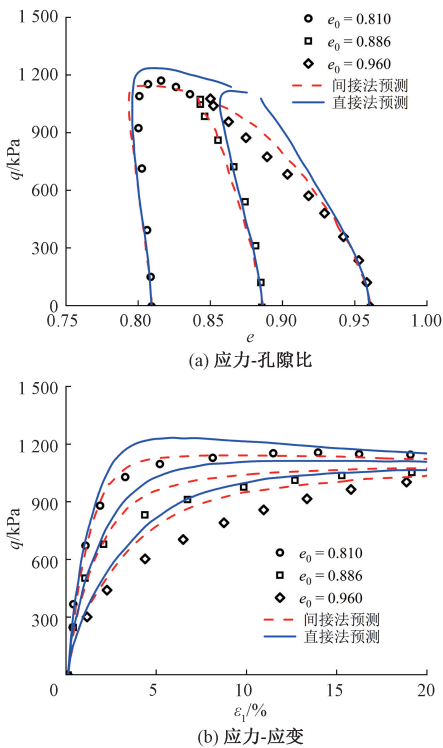 1 500
1 200
900
600
300
0
q/kPa
e₀ = 0.810
e₀ = 0.886
e₀ = 0.960
间接法预测
直接法预测
0.75 0.80 0.85 0.90 0.95 1.00
e
(a) 应力-孔隙比
1 500
1 200
900
600
300
q/kPa
e₀ = 0.810
e₀ = 0.886
e₀ = 0.960
间接法预测
直接法预测
0 5 10 15 20
ε₁/%
(b) 应力-应变